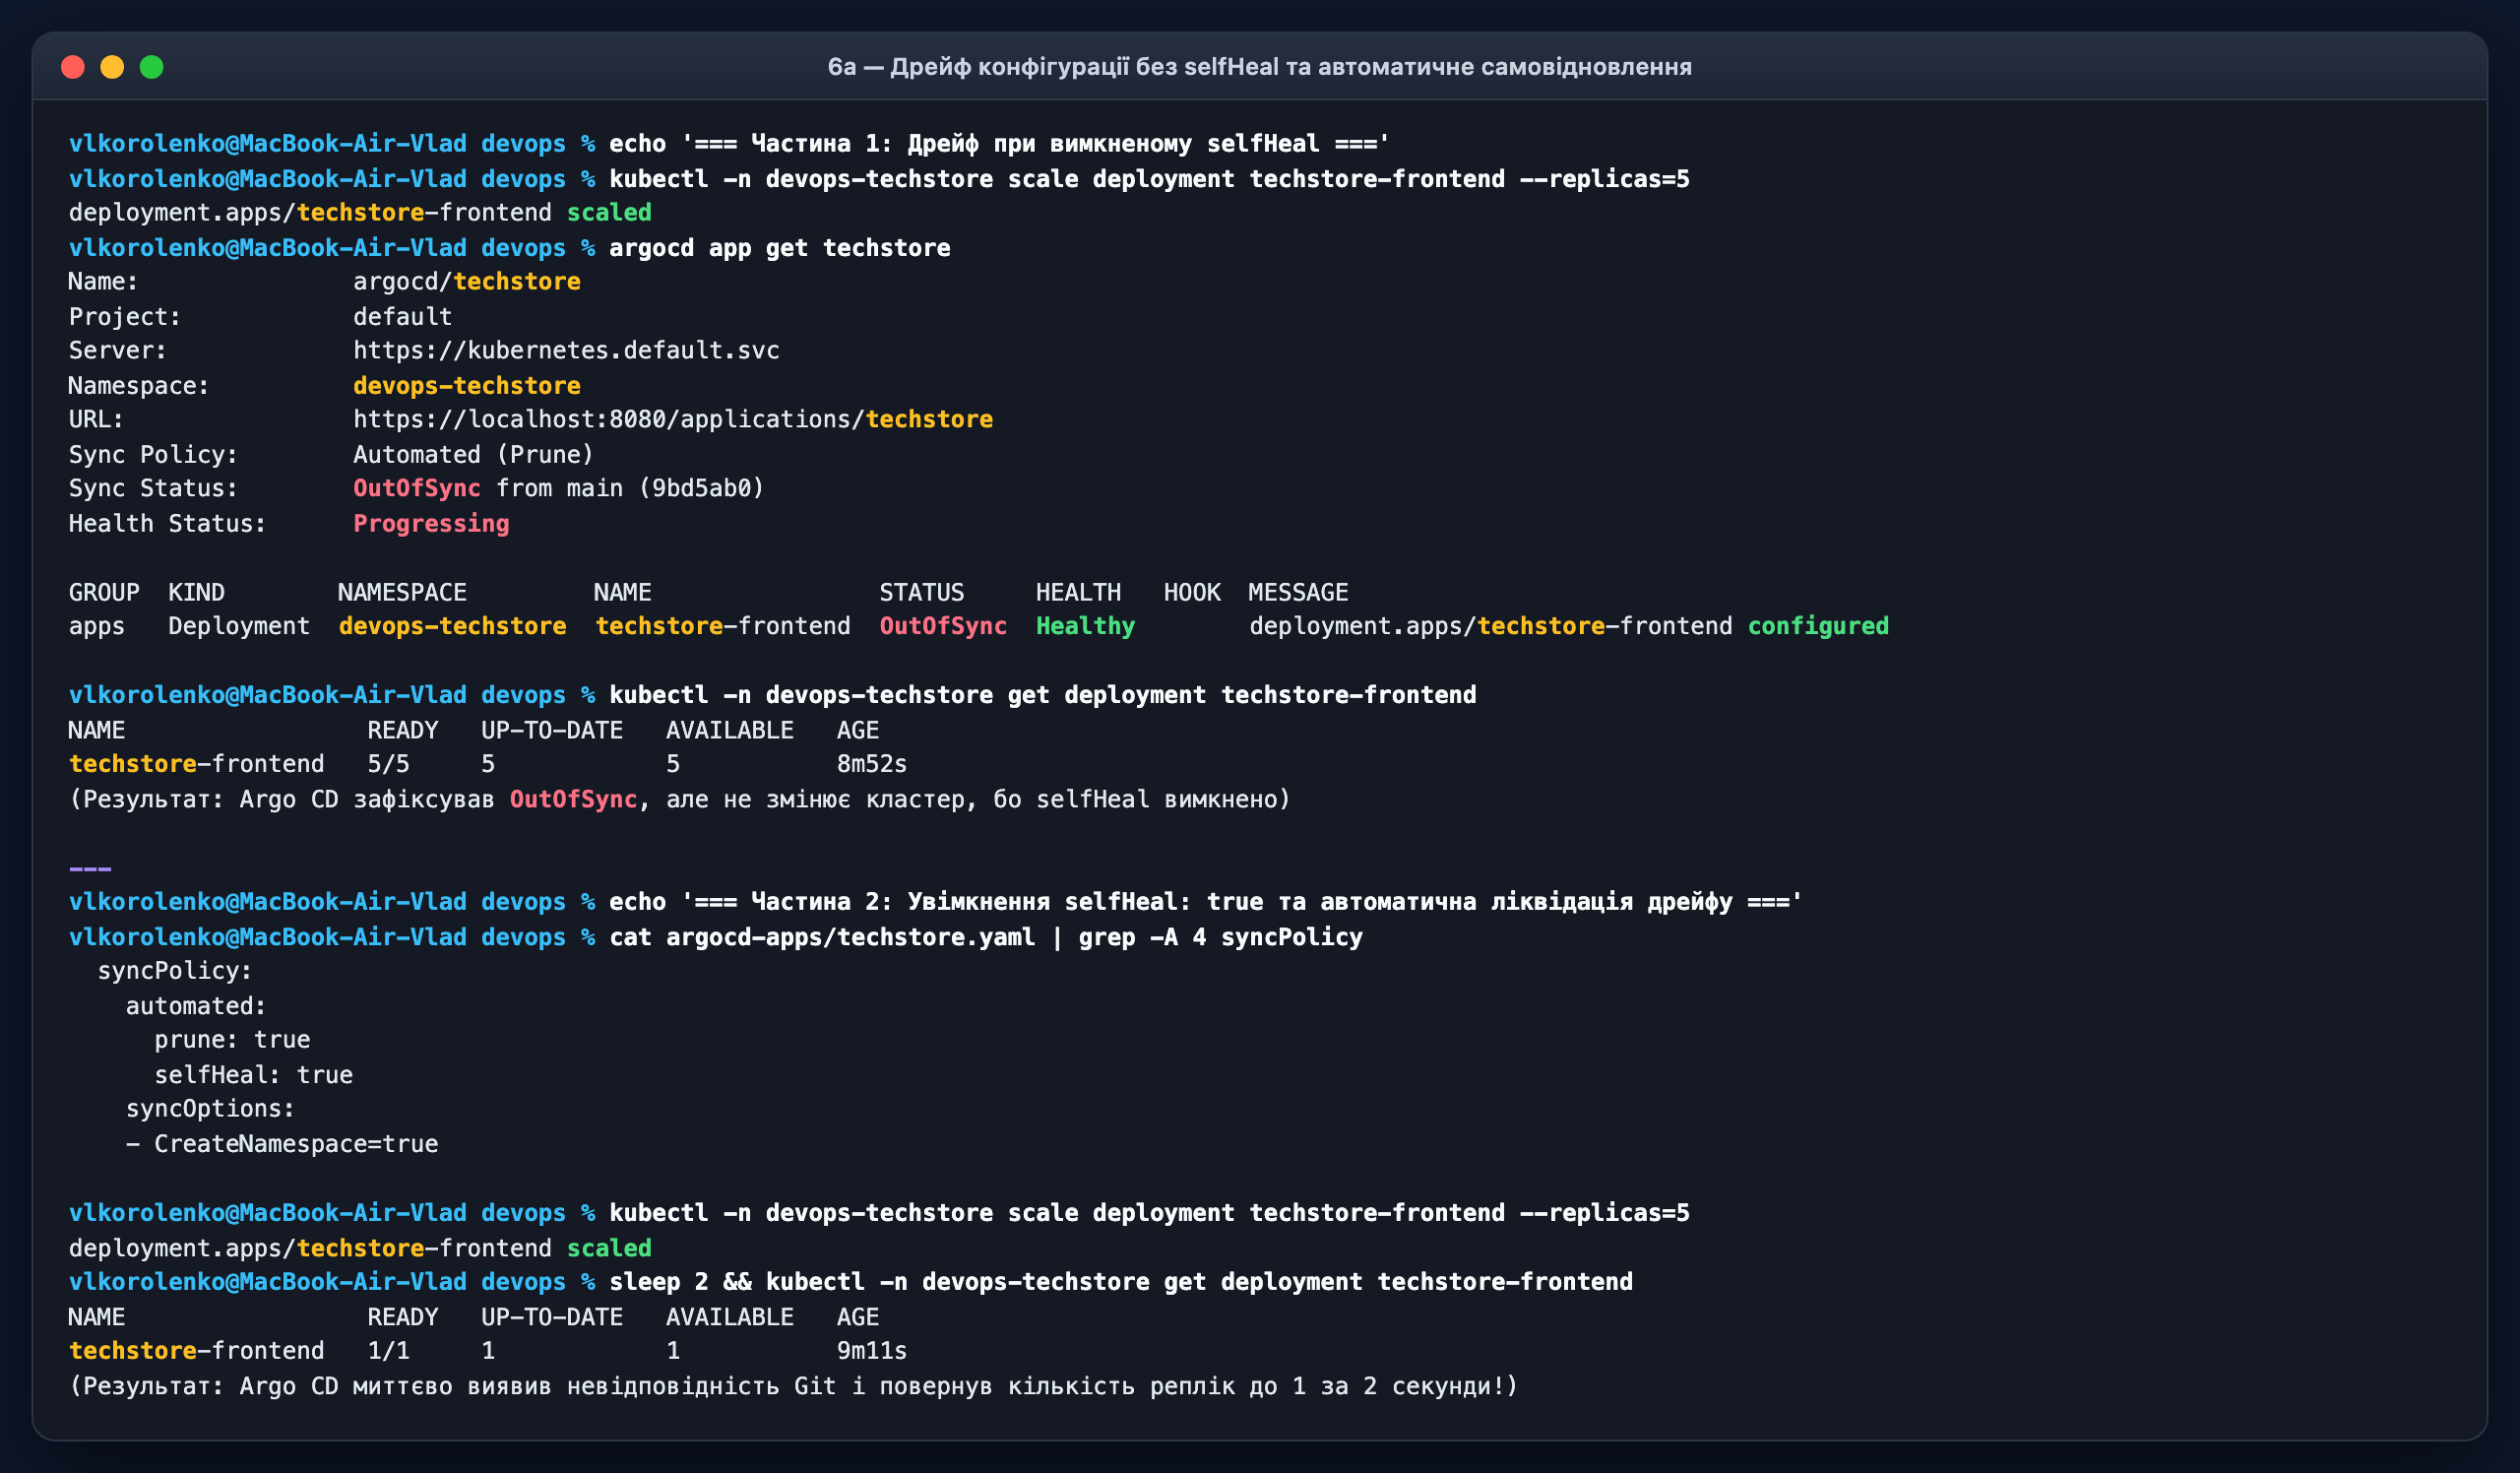 6a — Дрейф конфігурації без selfHeal та автоматичне самовідновлення
vlkorolenko@MacBook-Air-Vlad devops % echo '=== Частина 1: Дрейф при вимкненому selfHeal ==='
vlkorolenko@MacBook-Air-Vlad devops % kubectl -n devops-techstore scale deployment techstore-frontend --replicas=5
deployment.apps/techstore-frontend scaled
vlkorolenko@MacBook-Air-Vlad devops % argocd app get techstore
Name:               argocd/techstore
Project:            default
Server:             https://kubernetes.default.svc
Namespace:          devops-techstore
URL:                https://localhost:8080/applications/techstore
Sync Policy:        Automated (Prune)
Sync Status:        OutOfSync from main (9bd5ab0)
Health Status:      Progressing
GROUP  KIND        NAMESPACE         NAME                STATUS     HEALTH   HOOK  MESSAGE
apps   Deployment  devops-techstore  techstore-frontend  OutOfSync  Healthy        deployment.apps/techstore-frontend configured
vlkorolenko@MacBook-Air-Vlad devops % kubectl -n devops-techstore get deployment techstore-frontend
NAME                 READY   UP-TO-DATE   AVAILABLE   AGE
techstore-frontend   5/5     5            5           8m52s
(Результат: Argo CD зафіксував OutOfSync, але не змінює кластер, бо selfHeal вимкнено)
---
vlkorolenko@MacBook-Air-Vlad devops % echo '=== Частина 2: Увімкнення selfHeal: true та автоматична ліквідація дрейфу ==='
vlkorolenko@MacBook-Air-Vlad devops % cat argocd-apps/techstore.yaml | grep -A 4 syncPolicy
  syncPolicy:
    automated:
      prune: true
      selfHeal: true
    syncOptions:
    - CreateNamespace=true
vlkorolenko@MacBook-Air-Vlad devops % kubectl -n devops-techstore scale deployment techstore-frontend --replicas=5
deployment.apps/techstore-frontend scaled
vlkorolenko@MacBook-Air-Vlad devops % sleep 2 && kubectl -n devops-techstore get deployment techstore-frontend
NAME                 READY   UP-TO-DATE   AVAILABLE   AGE
techstore-frontend   1/1     1            1           9m11s
(Результат: Argo CD миттєво виявив невідповідність Git і повернув кількість реплік до 1 за 2 секунди!)